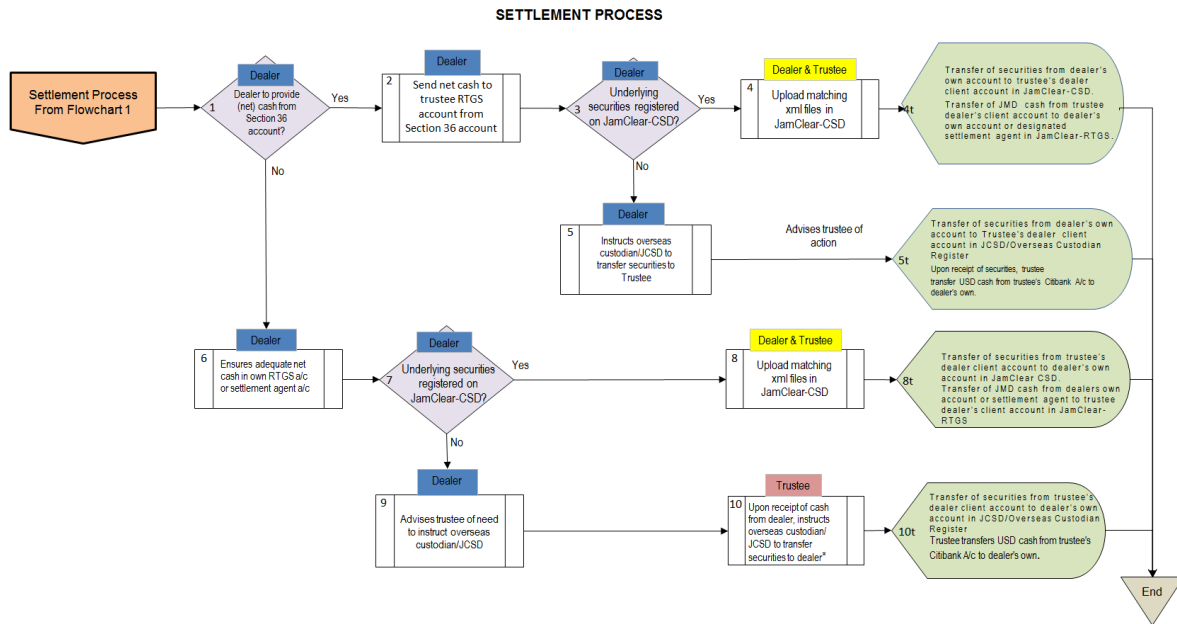 SETTLEMENT PROCESS
Settlement Process
From Flowchart 1
Dealer
1
Dealer to provide
(net) cash from
Section 36
account?
Yes
No
Dealer
2
Send net cash to
trustee RTGS
account from
Section 36 account
Dealer
3
Underlying
securities registered
on JamClear-CSD?
Yes
No
Dealer & Trustee
4
Upload matching
xml files in
JamClear-CSD
4t
Transfer of securities from dealer's
own account to trustee's dealer
client account in JamClear-CSD.
Transfer of JMD cash from trustee
dealer's client account to dealer's
own account or designated
settlement agent in JamClear-RTGS.
Dealer
5
Instructs overseas
custodian/JCSD to
transfer securities to
Trustee
Advises trustee of
action
5t
Transfer of securities from dealer's own
account to Trustee's dealer client
account in JCSD/Overseas Custodian
Register
Upon receipt of securities, trustee
transfer USD cash from trustee's Citibank A/c to
dealer's own.
Dealer
6
Ensures adequate net
cash in own RTGS a/c
or settlement agent a/c
Dealer
7
Underlying securities
registered on
JamClear-CSD?
Yes
No
Dealer & Trustee
8
Upload matching
xml files in
JamClear-CSD
8t
Transfer of securities from trustee's
dealer client account to dealer's own
account in JamClear CSD.
Transfer of JMD cash from dealers own
account or settlement agent to trustee
dealer's client account in JamClear-
RTGS
Dealer
9
Advises trustee of need
to instruct overseas
custodian/JCSD
Trustee
10
Upon receipt of cash
from dealer, instructs
overseas custodian/
JCSD to transfer
securities to dealer*
10t
Transfer of securities from trustee's
dealer client account to dealer's own
account in JCSD/Overseas Custodian
Register
Trustee transfers USD cash from trustee's
Citibank A/c to dealer's own.
End